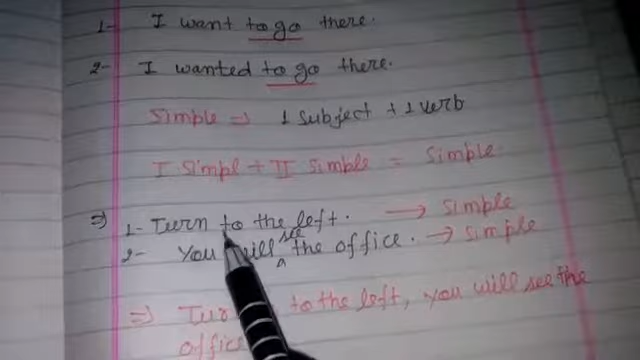 1- I want to go there.
2- I wanted to go there.
Simple ⇒ 1 subject + 1 verb
I Simpl + II Simple = Simple
⇒ 1- Turn to the left. → Simple
2- You will see the office. → Simple
⇒ to the left, you will see the
office